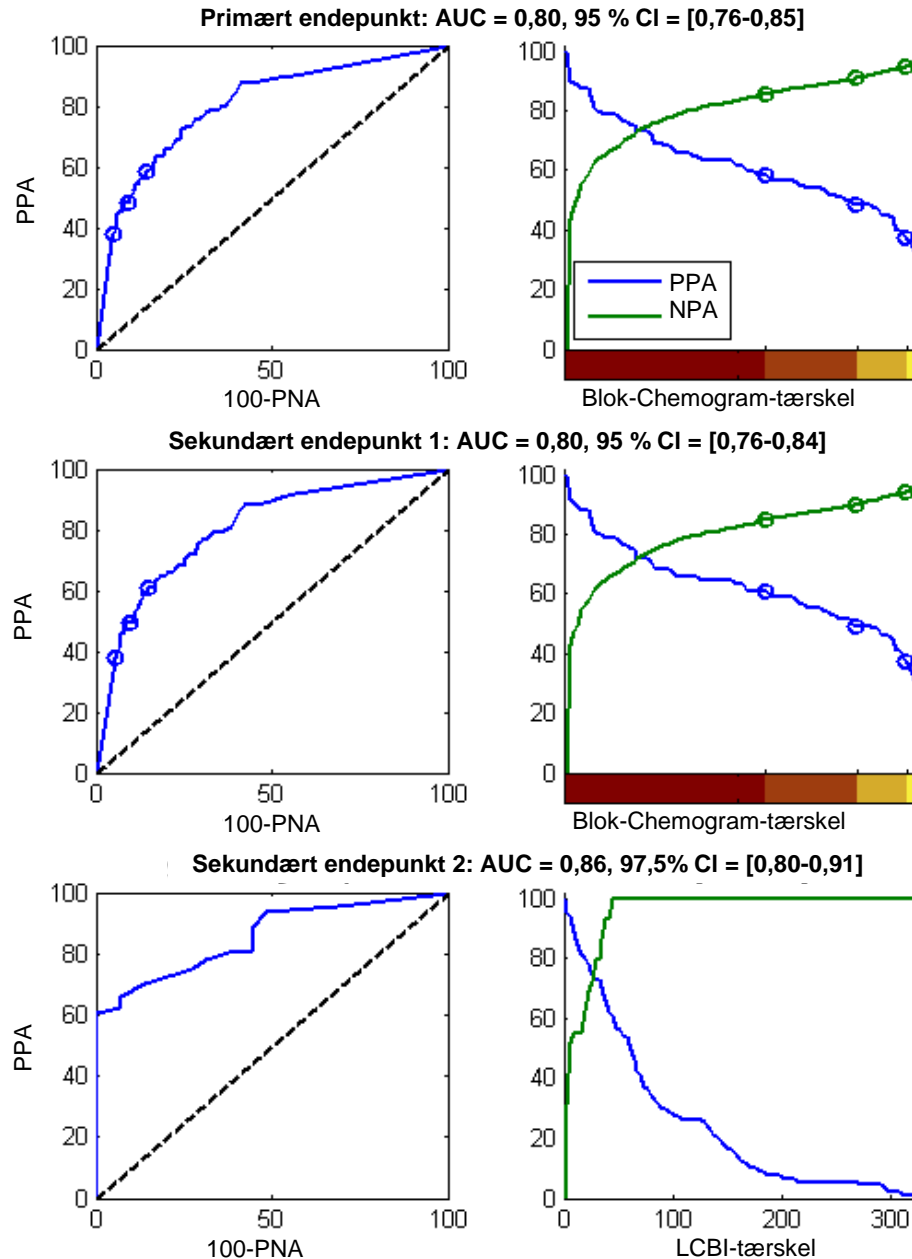 Primært endepunkt: AUC = 0,80, 95 % CI = [0,76-0,85]
100
80
60
40
20
0
PPA
0 50 100
100-PNA
100
80
60
40
20
0
PPA
NPA
Blok-Chemogram-tærskel
Sekundært endepunkt 1: AUC = 0,80, 95 % CI = [0,76-0,84]
100
80
60
40
20
0
PPA
0 50 100
100-PNA
100
80
60
40
20
0
Blok-Chemogram-tærskel
Sekundært endepunkt 2: AUC = 0,86, 97,5% CI = [0,80-0,91]
100
80
60
40
20
0
PPA
0 50 100
100-PNA
100
80
60
40
20
0
0 100 200 300
LCBI-tærskel